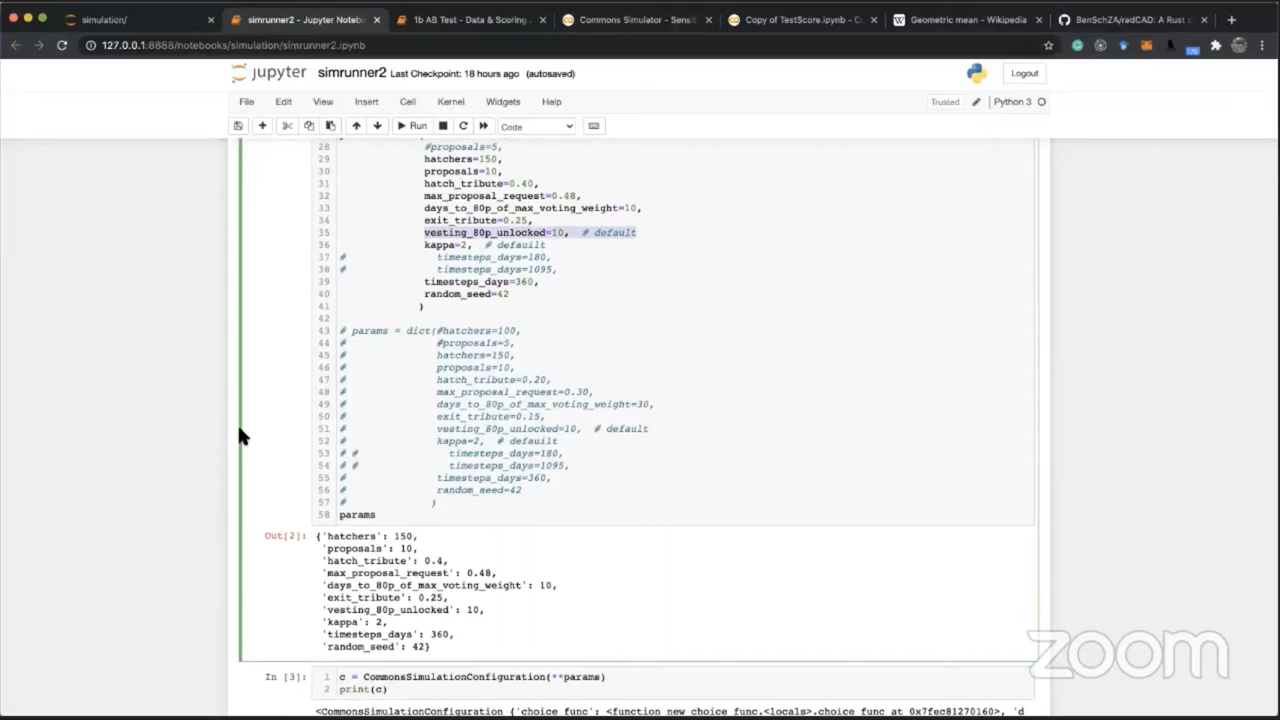 simulation/
simrunner2 - Jupyter Notebo
1b AB Test - Data & Scoring
Commons Simulator - Sensi
Copy of TestScore.ipynb - C
Geometric mean - Wikipedia
BenSchZA/radCAD: A Rust c
127.0.0.1:8888/notebooks/simulation/simrunner2.ipynb
jupyter simrunner2 Last Checkpoint: 18 hours ago (autosaved)
Logout
File Edit View Insert Cell Kernel Widgets Help
Trusted Python 3
Run Code
28 #proposals=5,
29 hatchers=150,
30 proposals=10,
31 hatch_tribute=0.40,
32 max_proposal_request=0.48,
33 days_to_80p_of_max_voting_weight=10,
34 exit_tribute=0.25,
35 vesting_80p_unlocked=10, # default
36 kappa=2, # defauilt
37 # timesteps_days=180,
38 # timesteps_days=1095,
39 timesteps_days=360,
40 random_seed=42
41 )
42
43 # params = dict(#hatchers=100,
44 # #proposals=5,
45 # hatchers=150,
46 # proposals=10,
47 # hatch_tribute=0.20,
48 # max_proposal_request=0.30,
49 # days_to_80p_of_max_voting_weight=30,
50 # exit_tribute=0.15,
51 # vesting_80p_unlocked=10, # default
52 # kappa=2, # defauilt
53 # # timesteps_days=180,
54 # # timesteps_days=1095,
55 # timesteps_days=360,
56 # random_seed=42
57 # )
58 params
Out[2]: {'hatchers': 150,
'proposals': 10,
'hatch_tribute': 0.4,
'max_proposal_request': 0.48,
'days_to_80p_of_max_voting_weight': 10,
'exit_tribute': 0.25,
'vesting_80p_unlocked': 10,
'kappa': 2,
'timesteps_days': 360,
'random_seed': 42}
zoom
In [3]: 1 c = CommonsSimulationConfiguration(**params)
2 print(c)
<CommonsSimulationConfiguration {'choice_func': <function new_choice_func.<locals>.choice_func at 0x7fec81270160>, 'd